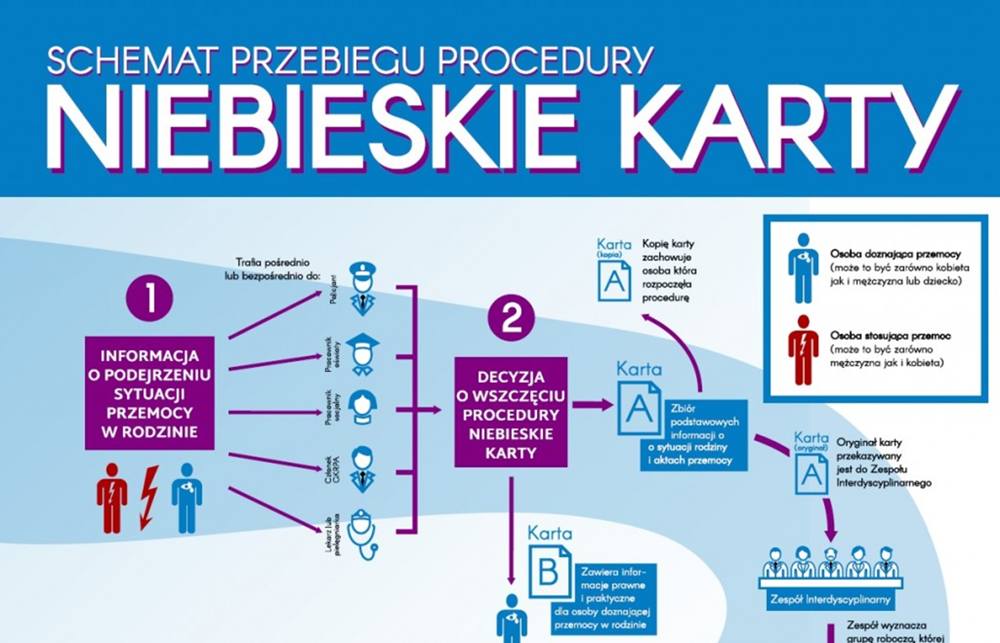 SCHEMAT PRZEBIEGU PROCEDURY
NIEBIESKIE KARTY
1
INFORMACJA
O PODEJRZENIU
SYTUACJI
PRZEMOCY
W RODZINIE
Trafia pośrednio
lub bezpośrednio do:
Policjant
Pracownik
oświaty
Pracownik
socjalny
Członek
GKRPA
Lekarz lub
pielęgniarka
2
DECYZJA
O WSZCZĘCIU
PROCEDURY
NIEBIESKIE
KARTY
Karta
(kopia)
A
Kopię karty
zachowuje
osoba która
rozpoczęła
procedurę
Karta
A
Zbiór
podstawowych
informacji o
o sytuacji rodziny
i aktach przemocy
Osoba doznająca przemocy
(może to być zarówno kobieta
jak i mężczyzna lub dziecko)
Osoba stosująca przemoc
(może to być zarówno
mężczyzna jak i kobieta)
Karta
(oryginał)
A
Oryginał karty
przekazywany
jest do Zespołu
Interdyscyplinarnego
Karta
B
Zawiera infor-
macje prawne
i praktyczne
dla osoby doznającej
przemocy w rodzinie
Zespół Interdyscyplinarny
Zespół wyznacza
grupę roboczą, której